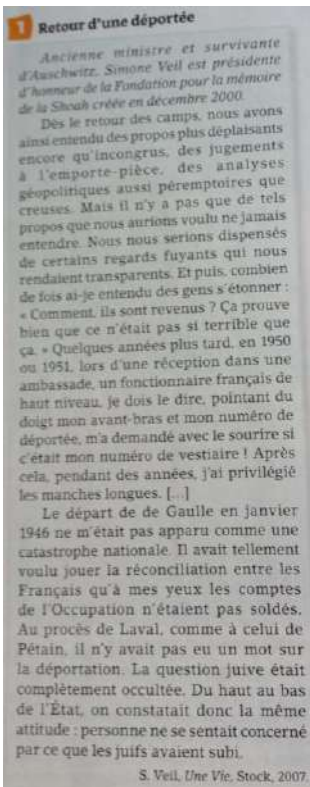 1 Retour d'une déportée
Ancienne ministre et survivante
d'Auschwitz, Simone Veil est présidente
d'honneur de la Fondation pour la mémoire
de la Shoah créée en décembre 2000.
Dès le retour des camps, nous avons
ainsi entendu des propos plus déplaisants
encore qu'incongrus, des jugements
à l'emporte-pièce, des analyses
géopolitiques aussi péremptoires que
creuses. Mais il n'y a pas que de tels
propos que nous aurions voulu ne jamais
entendre. Nous nous serions dispensés
de certains regards fuyants qui nous
rendaient transparents. Et puis, combien
de fois ai-je entendu des gens s'étonner :
« Comment, ils sont revenus ? Ça prouve
bien que ce n'était pas si terrible que
ça. » Quelques années plus tard, en 1950
ou 1951, lors d'une réception dans une
ambassade, un fonctionnaire français de
haut niveau, je dois le dire, pointant du
doigt mon avant-bras et mon numéro de
déportée, m'a demandé avec le sourire si
c'était mon numéro de vestiaire ! Après
cela, pendant des années, j'ai privilégié
les manches longues. [...]
Le départ de de Gaulle en janvier
1946 ne m'était pas apparu comme une
catastrophe nationale. Il avait tellement
voulu jouer la réconciliation entre les
Français qu'à mes yeux les comptes
de l'Occupation n'étaient pas soldés.
Au procès de Laval, comme à celui de
Pétain, il n'y avait pas eu un mot sur
la déportation. La question juive était
complètement occultée. Du haut au bas
de l'État, on constatait donc la même
attitude : personne ne se sentait concerné
par ce que les juifs avaient subi.
S. Veil, Une Vie, Stock, 2007.